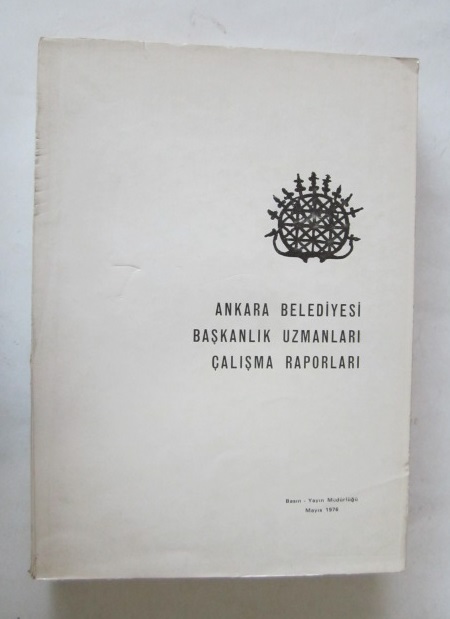 ANKARA BELEDİYESİ
BAŞKANLIK UZMANLARI
ÇALIŞMA RAPORLARI
Basın - Yayın Müdürlüğü
Mayıs 1976